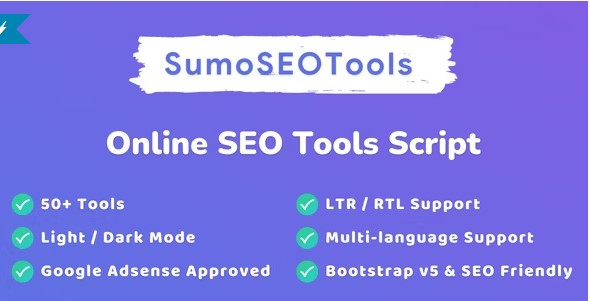 SumoSEOTools
Online SEO Tools Script
50+ Tools
LTR / RTL Support
Light / Dark Mode
Multi-language Support
Google Adsense Approved
Bootstrap v5 & SEO Friendly